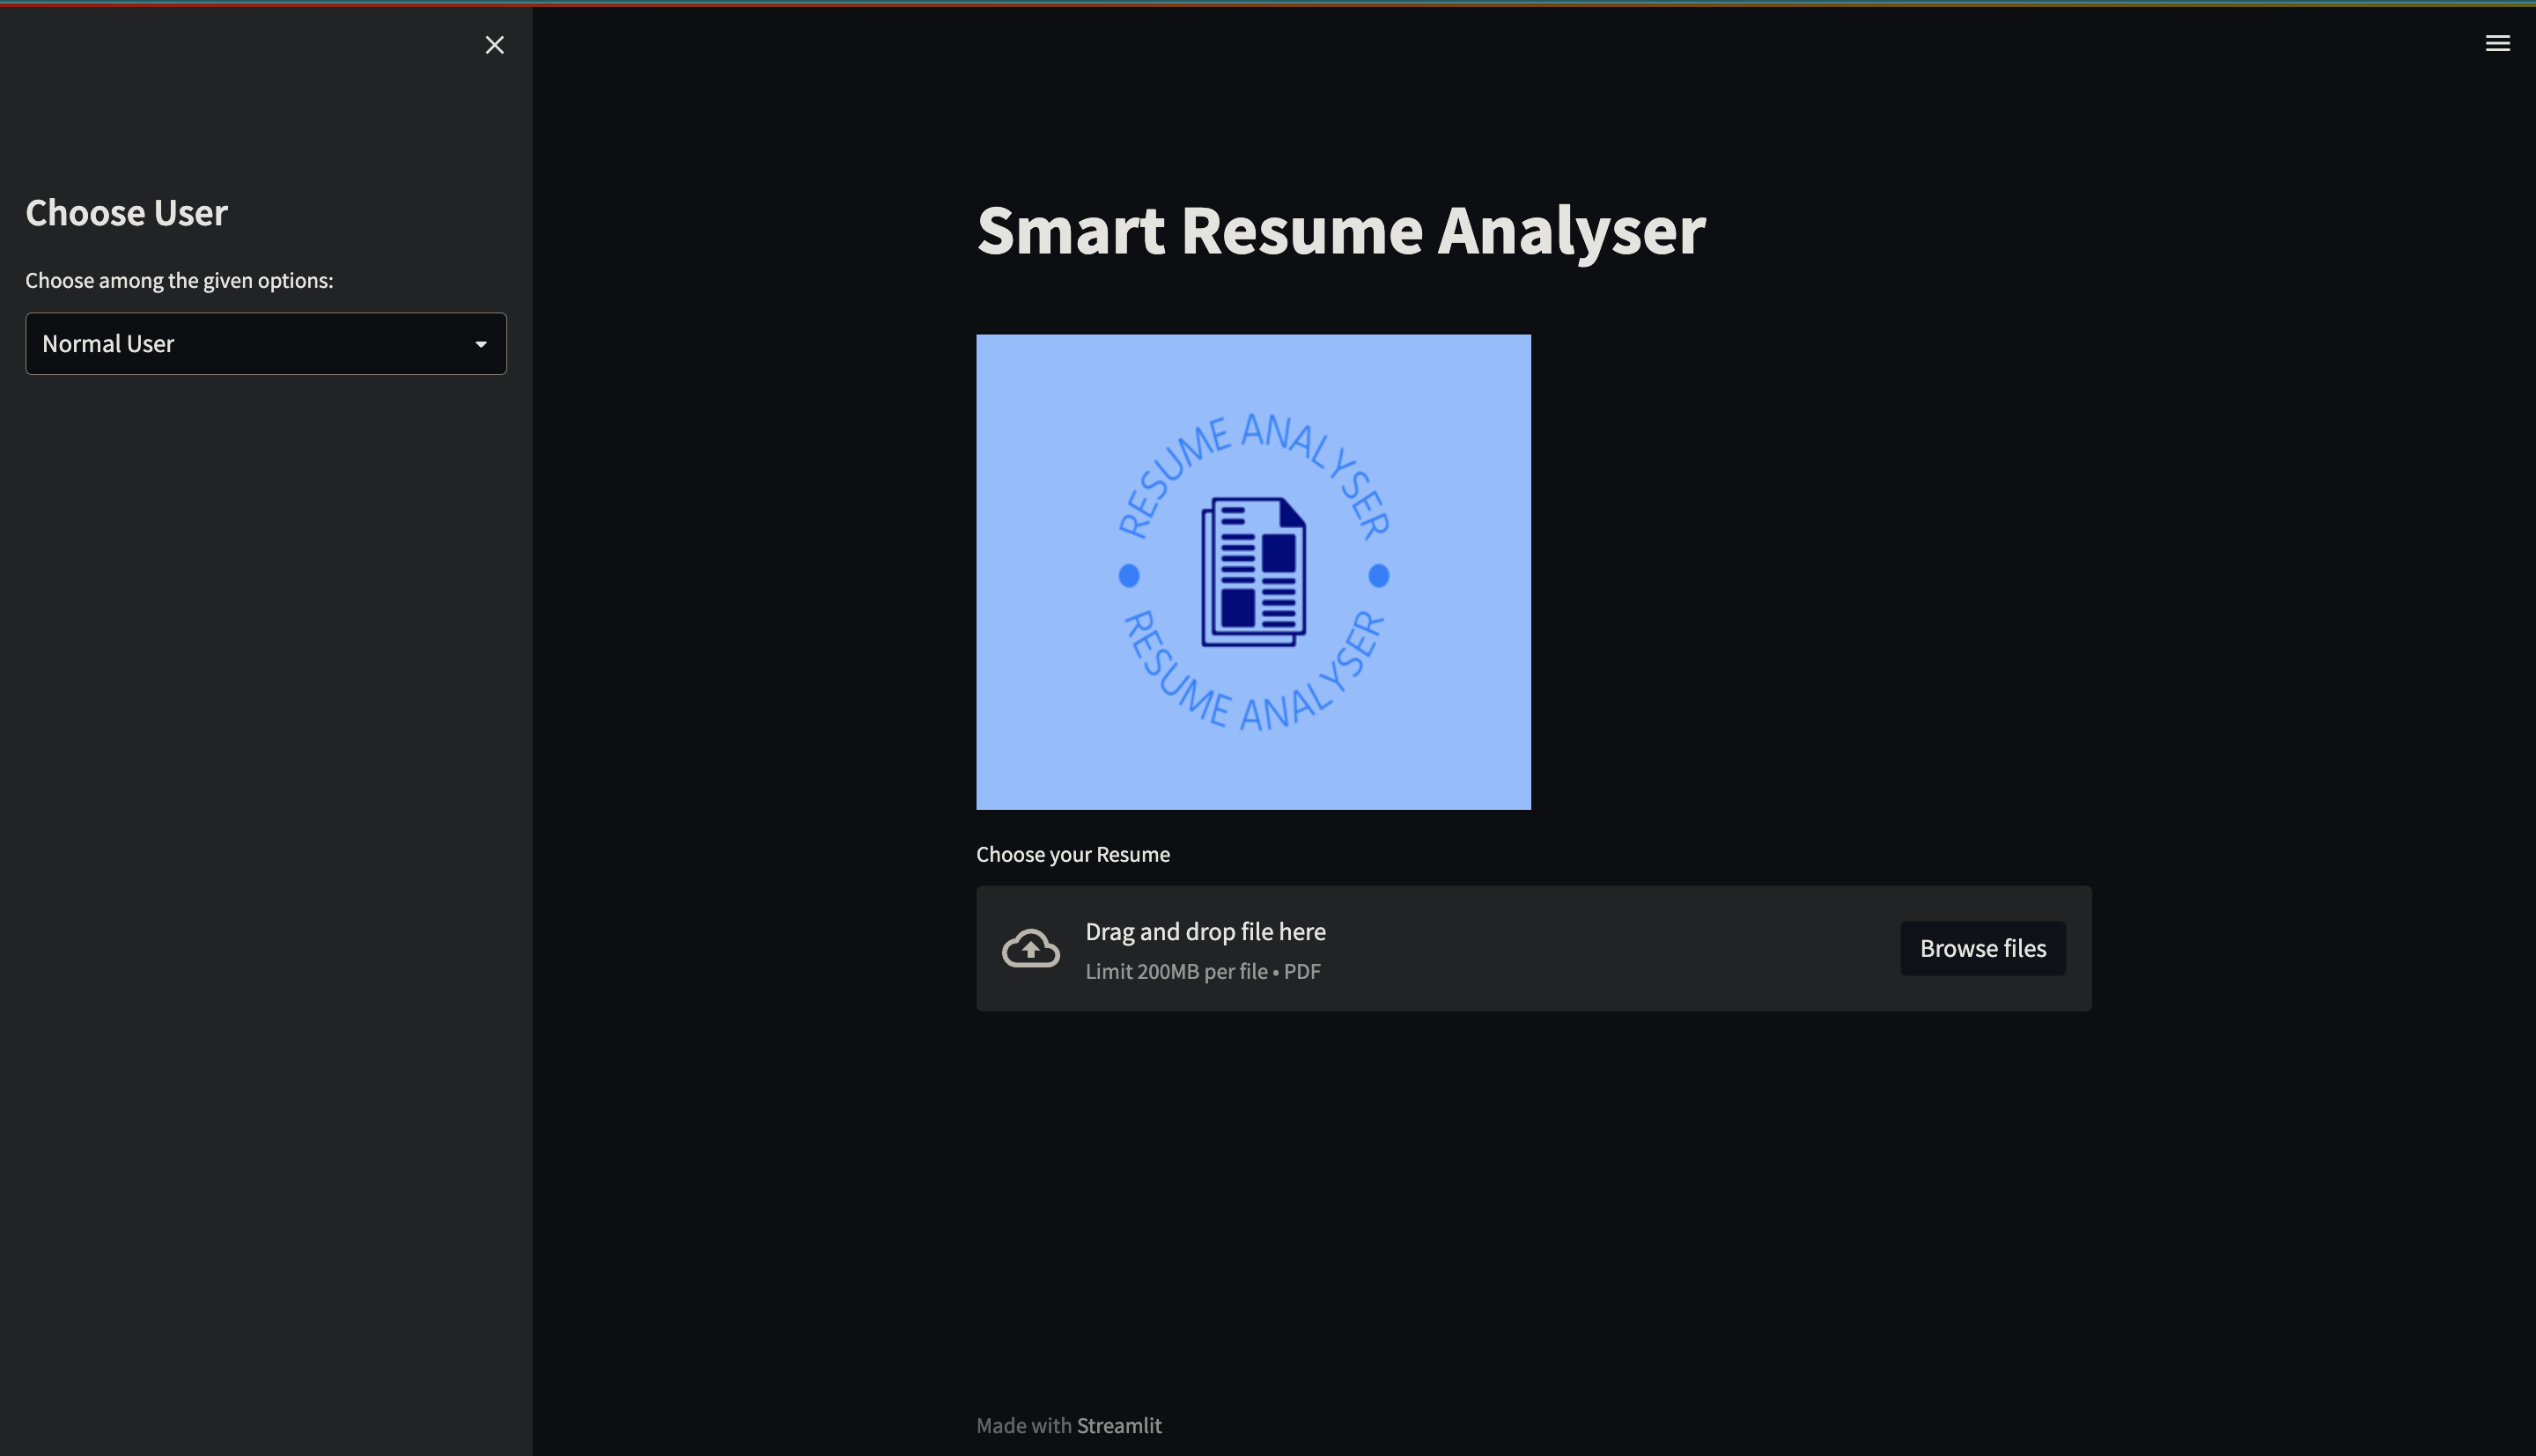 Choose User
Choose among the given options:
Normal User
Smart Resume Analyser
RESUME ANALYSER
RESUME ANALYSER
Choose your Resume
Drag and drop file here
Limit 200MB per file • PDF
Browse files
Made with Streamlit